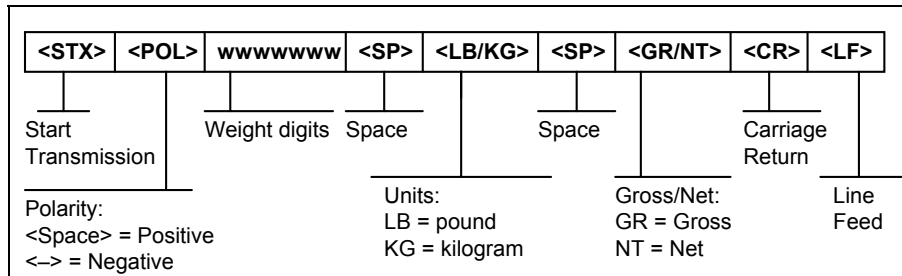 <STX> <POL> wwwwwww <SP> <LB/KG> <SP> <GR/NT> <CR> <LF>
Start Transmission
Weight digits
Space
Space
Carriage Return
Polarity:
<Space> = Positive
<–> = Negative
Units:
LB = pound
KG = kilogram
Gross/Net:
GR = Gross
NT = Net
Line Feed